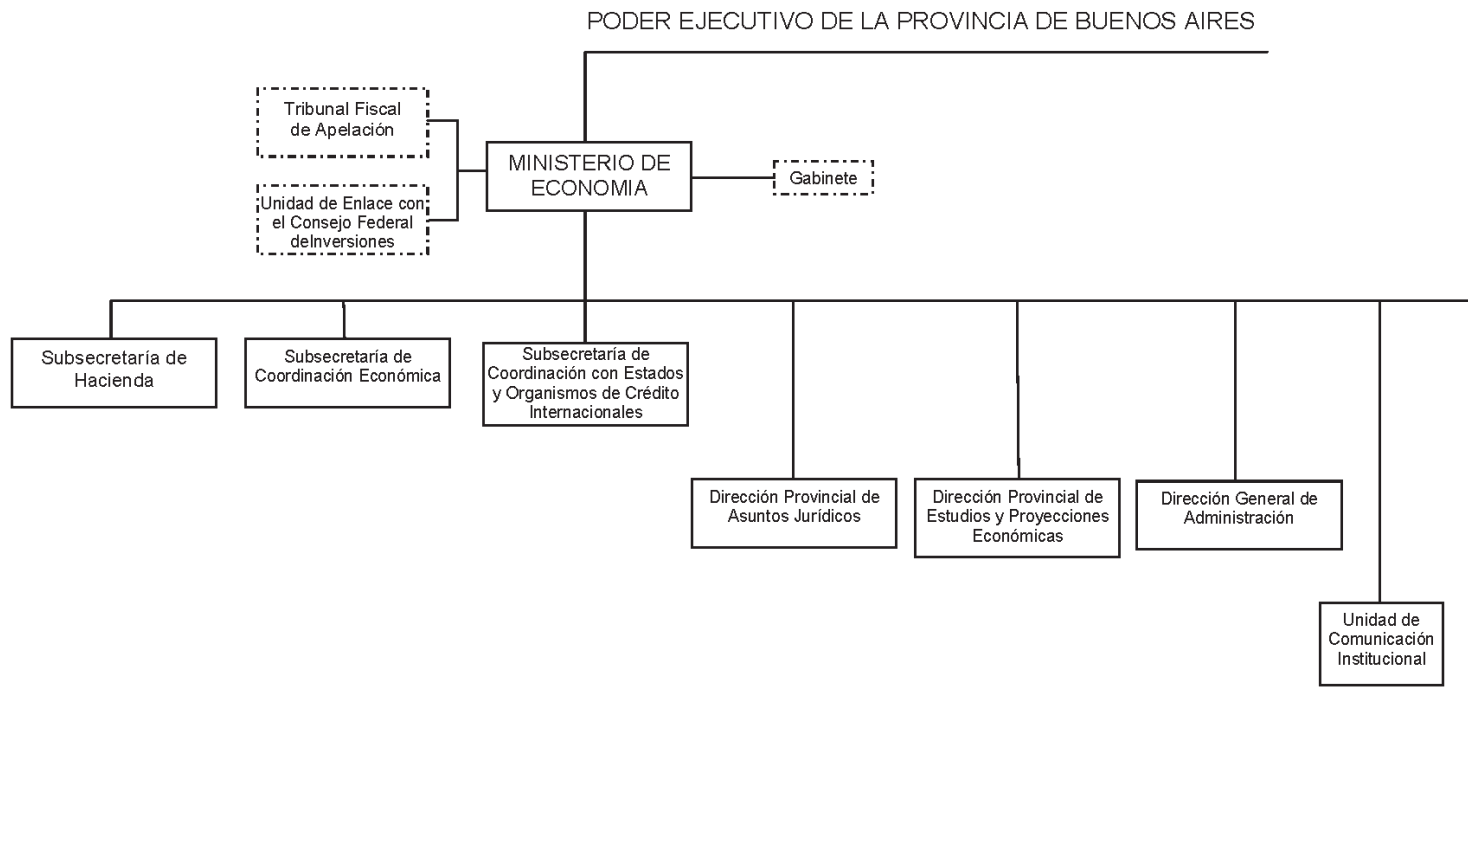 PODER EJECUTIVO DE LA PROVINCIA DE BUENOS AIRES
Tribunal Fiscal
de Apelación
MINISTERIO DE
ECONOMIA
Gabinete
Unidad de Enlace con
el Consejo Federal
deInversiones
Subsecretaría de
Hacienda
Subsecretaría de
Coordinación Económica
Subsecretaría de
Coordinación con Estados
y Organismos de Crédito
Internacionales
Dirección Provincial de
Asuntos Jurídicos
Dirección Provincial de
Estudios y Proyecciones
Económicas
Dirección General de
Administración
Unidad de
Comunicación
Institucional